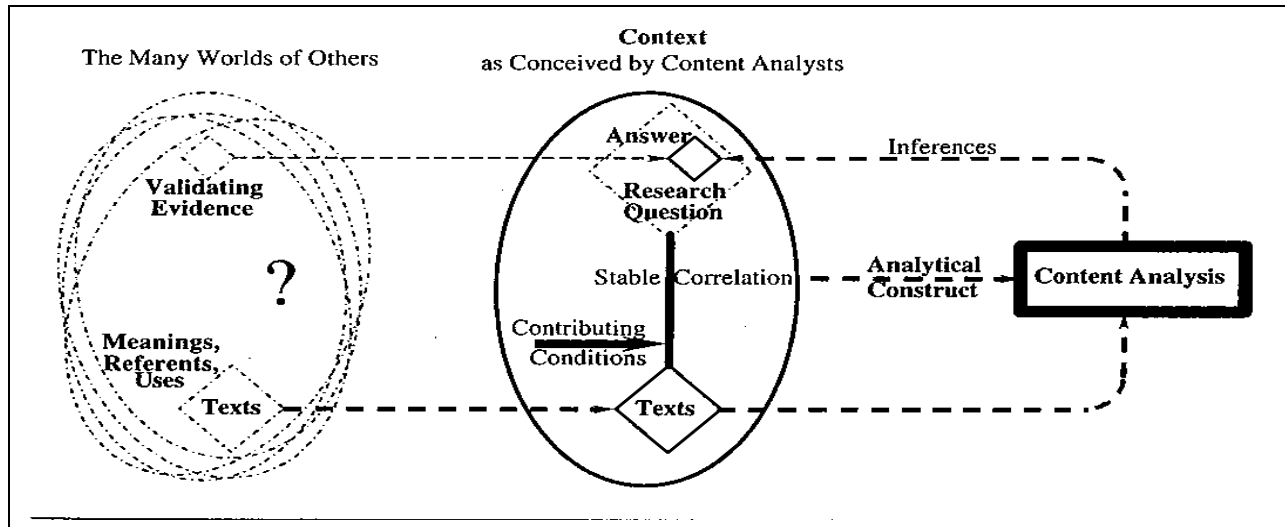 The Many Worlds of Others
Context
as Conceived by Content Analysts
Validating
Evidence
?
Meanings,
Referents,
Uses
Texts
Answer
Research
Question
Stable Correlation
Contributing
Conditions
Texts
Inferences
Analytical
Construct
Content Analysis